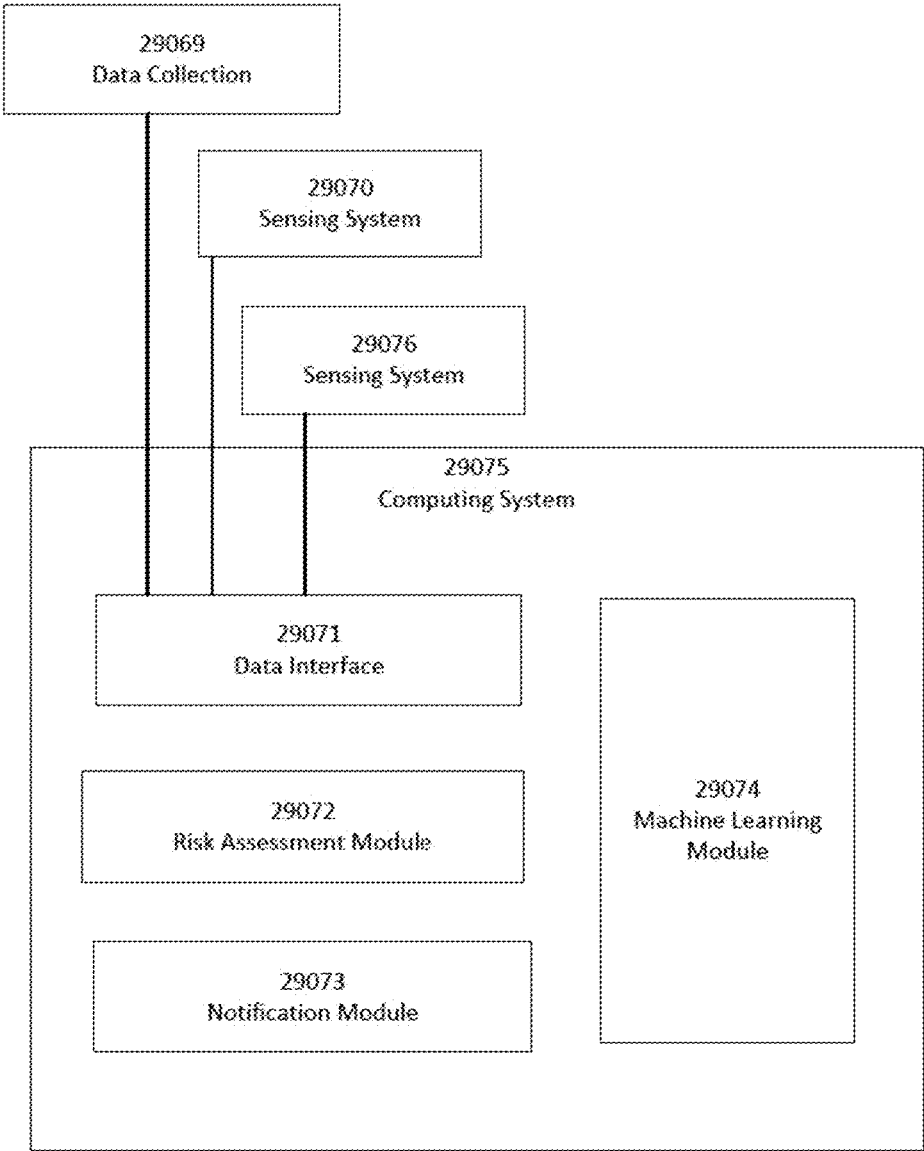 29069
Data Collection
29070
Sensing System
29076
Sensing System
29075
Computing System
29071
Data Interface
29072
Risk Assessment Module
29073
Notification Module
29074
Machine Learning
Module